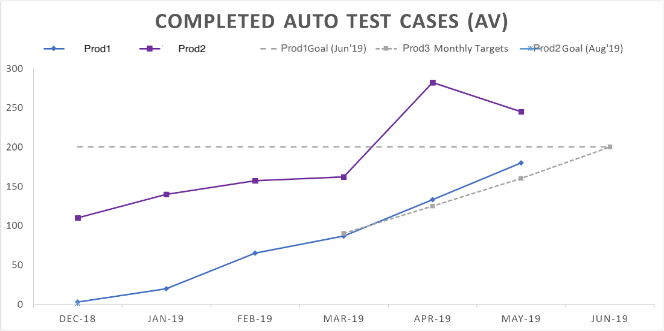 COMPLETED AUTO TEST CASES (AV)
Prod1 Prod2 Prod1Goal (Jun'19) Prod3 Monthly Targets Prod2 Goal (Aug'19)
300
250
200
150
100
50
0
DEC-18 JAN-19 FEB-19 MAR-19 APR-19 MAY-19 JUN-19